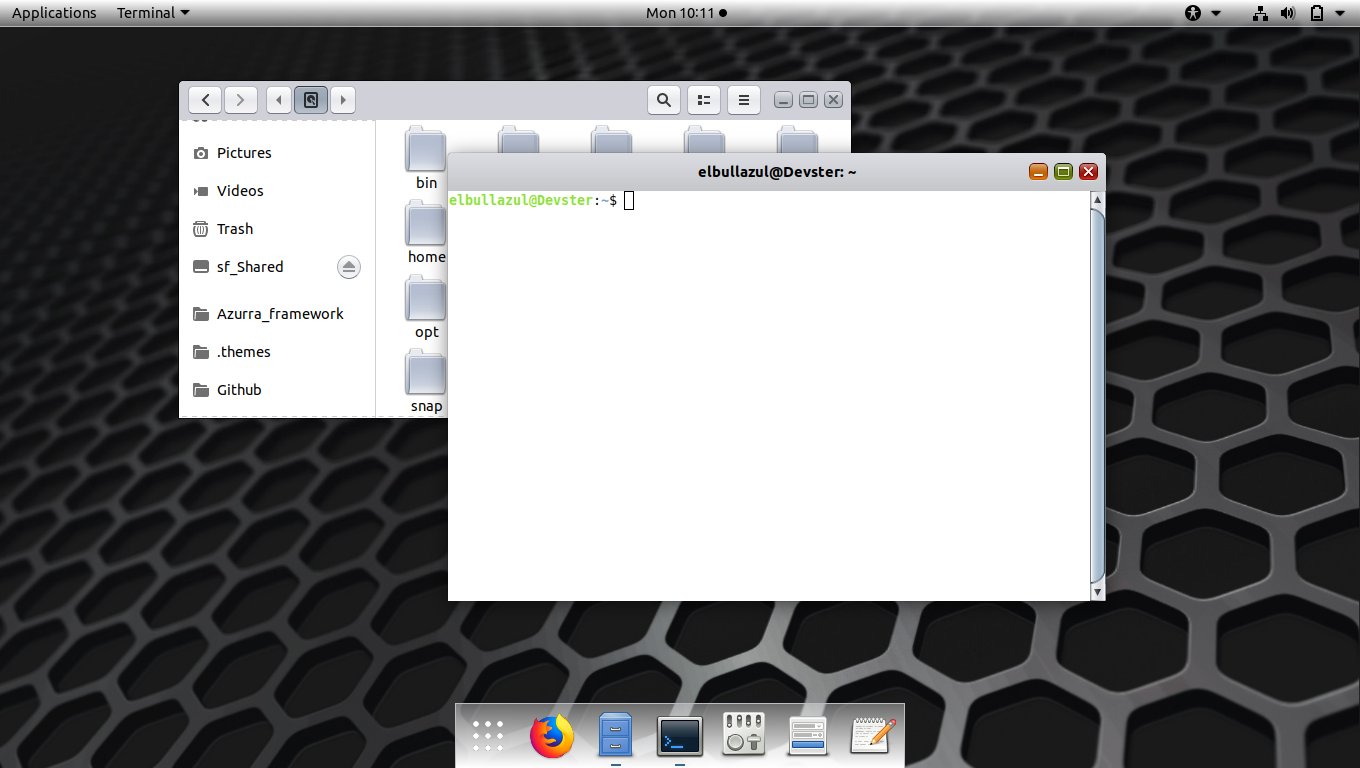 Applications Terminal Mon 10:11
Pictures
Videos
Trash
sf_Shared
Azurra_framework
.themes
Github
bin
home
opt
snap
elbullazul@Devster: ~
elbullazul@Devster:~$